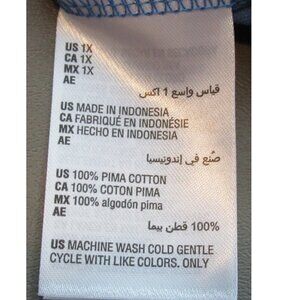 US 1X
CA 1X
MX 1X
AE
قياس واسع 1 اكس
US MADE IN INDONESIA
CA FABRIQUÉ EN INDONÉSIE
MX HECHO EN INDONESIA
AE
صُنع في إندونيسيا
US 100% PIMA COTTON
CA 100% COTON PIMA
MX 100% algodón pima
AE
100% قطن بيما
US MACHINE WASH COLD GENTLE
CYCLE WITH LIKE COLORS. ONLY